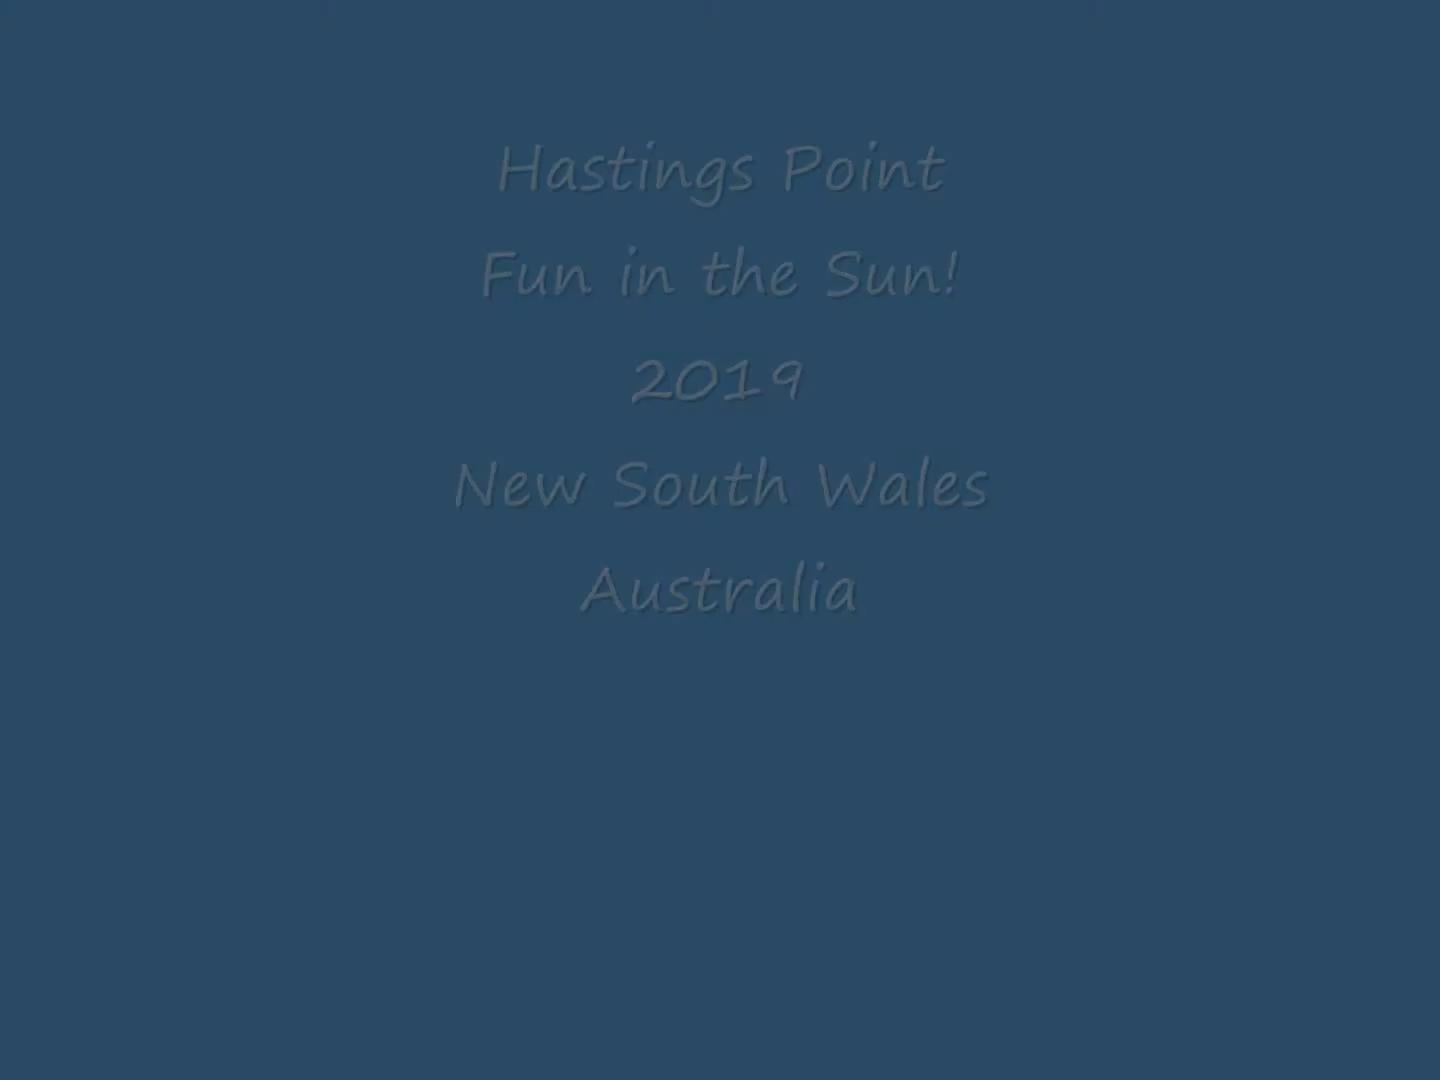 Hastings Point
Fun in the Sun!
2019
New South Wales
Australia